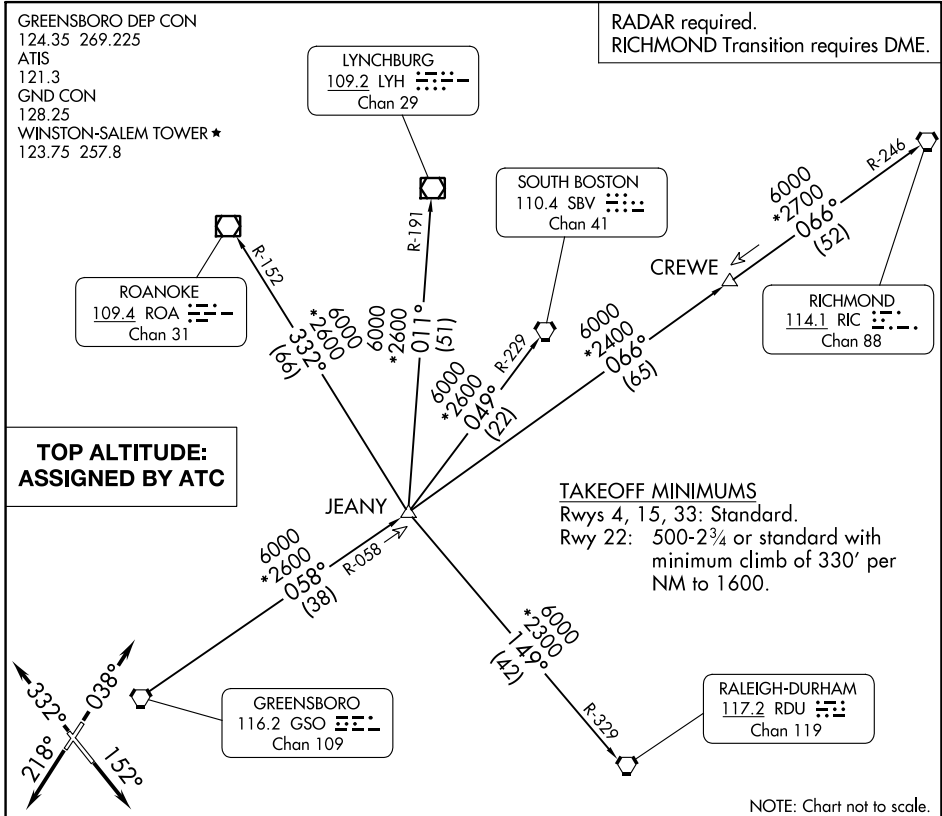 GREENSBORO DEP CON
124.35 269.225
ATIS
121.3
GND CON
128.25
WINSTON-SALEM TOWER★
123.75 257.8
RADAR required.
RICHMOND Transition requires DME.
LYNCHBURG
109.2 LYH
Chan 29
SOUTH BOSTON
110.4 SBV
Chan 41
ROANOKE
109.4 ROA
Chan 31
RICHMOND
114.1 RIC
Chan 88
R-246
6000
*2700
066°
(52)
CREWE
6000
*2400
066°
(65)
R-191
6000
*2600
011°
(51)
R-152
6000
*2600
332°
(66)
R-229
6000
*2600
049°
(22)
TOP ALTITUDE:
ASSIGNED BY ATC
JEANY
R-058
6000
*2600
058°
(38)
TAKEOFF MINIMUMS
Rwys 4, 15, 33: Standard.
Rwy 22: 500-2¾ or standard with
minimum climb of 330' per
NM to 1600.
6000
*2300
149°
(42)
R-329
332°
038°
218°
152°
GREENSBORO
116.2 GSO
Chan 109
RALEIGH-DURHAM
117.2 RDU
Chan 119
NOTE: Chart not to scale.